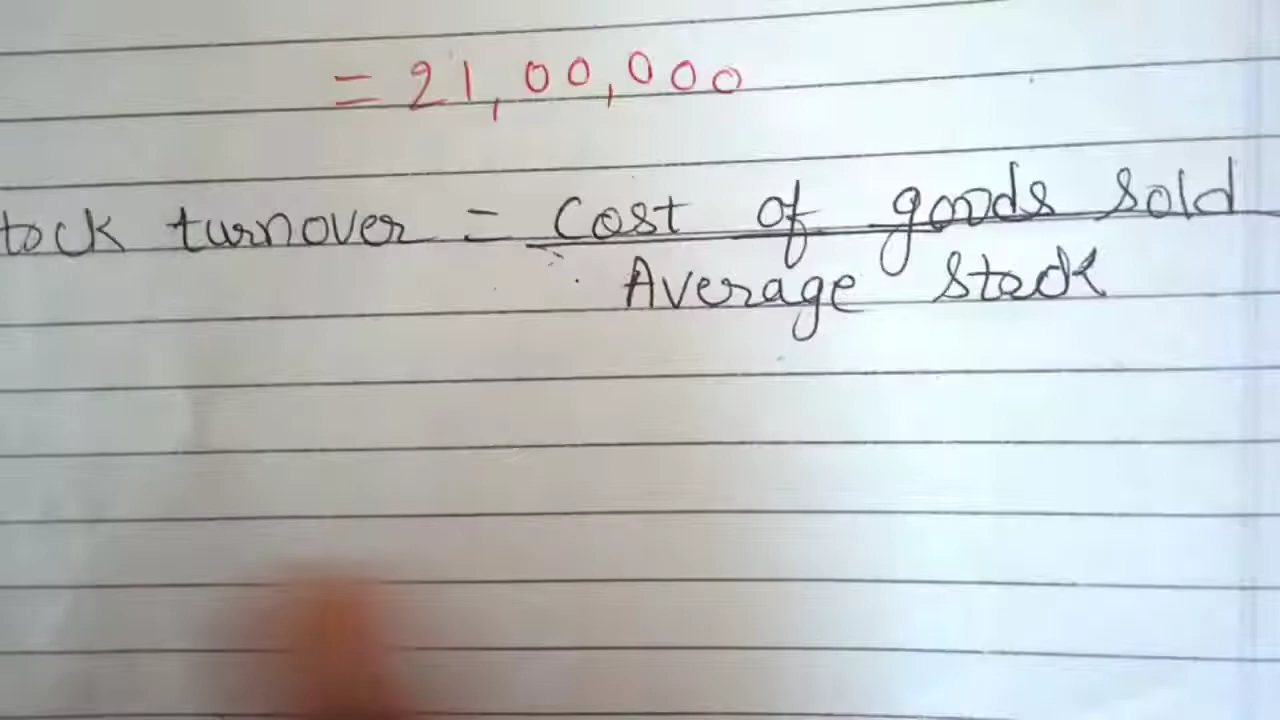 = 21,00,000
tock turnover = Cost of goods sold
Average stock